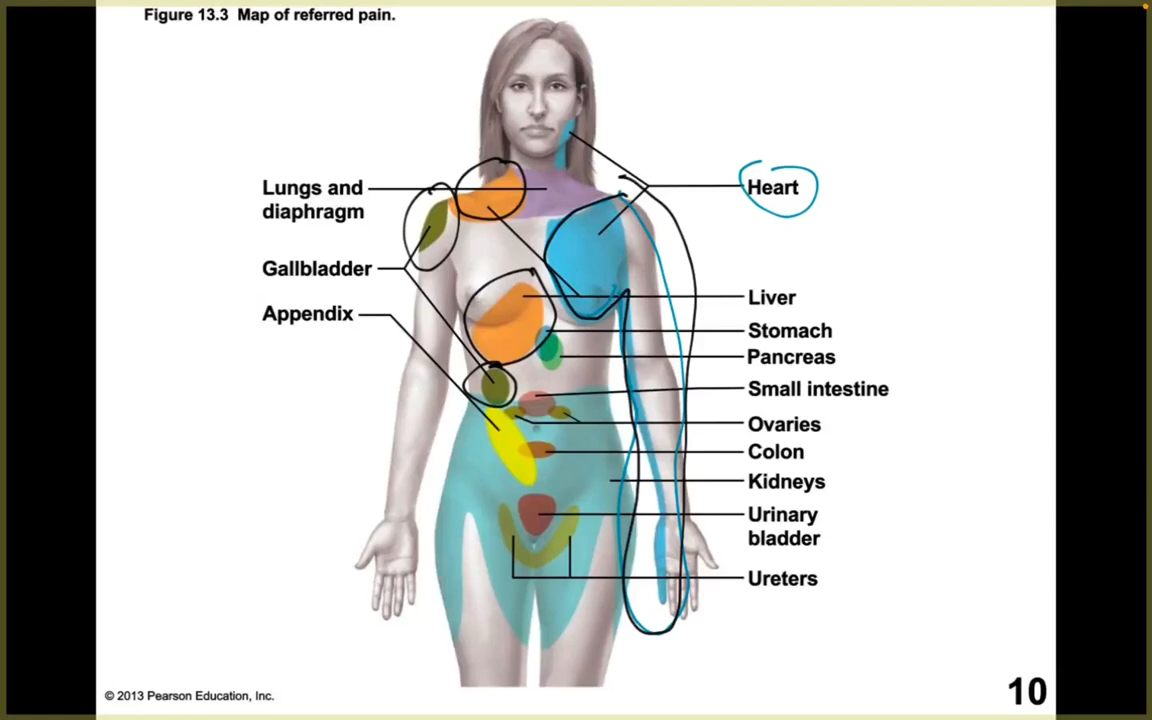 Figure 13.3 Map of referred pain.
Lungs and
diaphragm
Gallbladder
Appendix
Heart
Liver
Stomach
Pancreas
Small intestine
Ovaries
Colon
Kidneys
Urinary
bladder
Ureters
© 2013 Pearson Education, Inc.
10